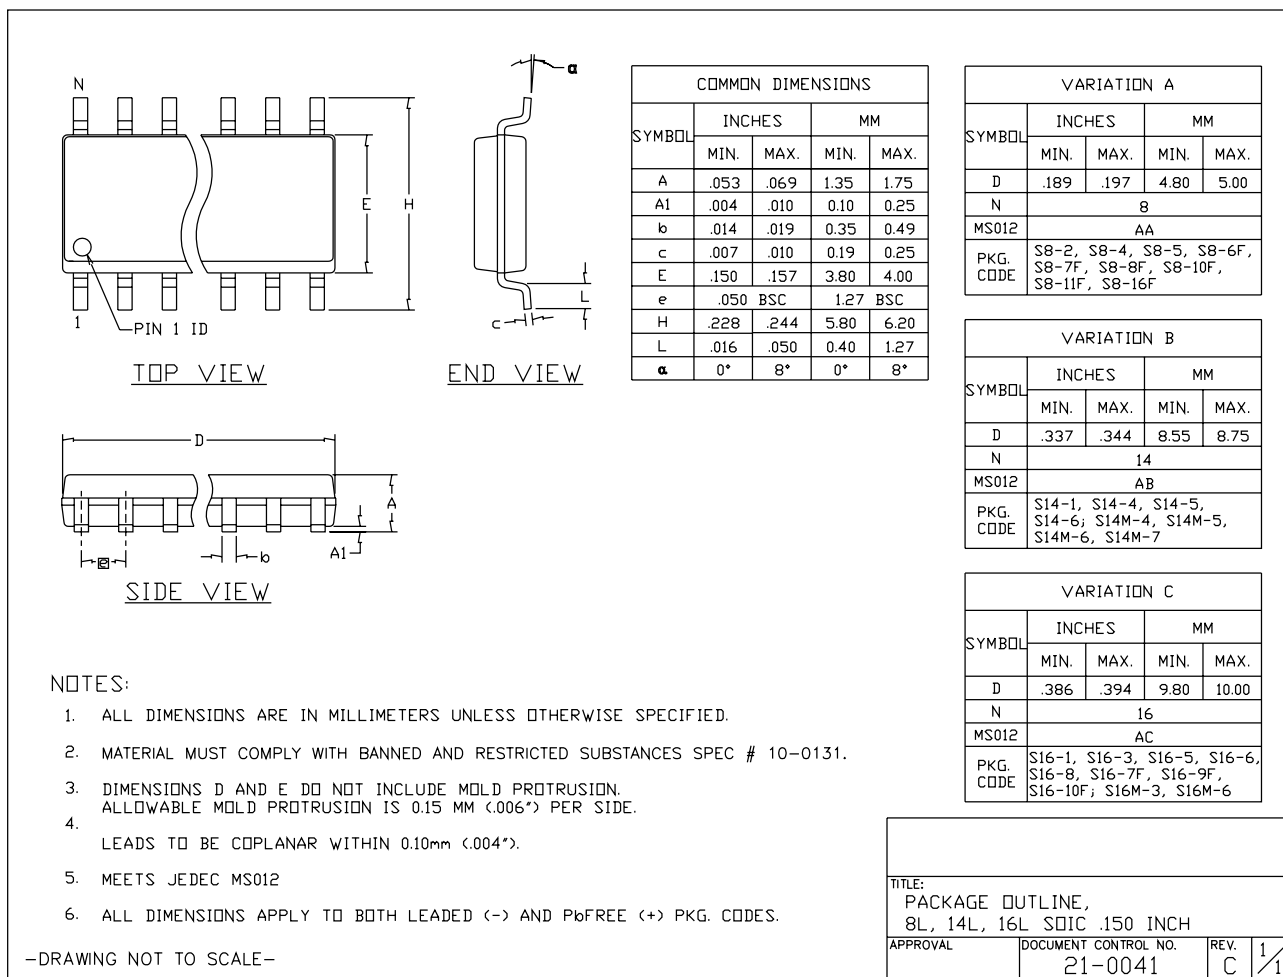 N
α
E
H
L
c
1
PIN 1 ID
TOP VIEW
END VIEW
D
A
A1
e
b
SIDE VIEW
COMMON DIMENSIONS
SYMBOL INCHES MM
MIN. MAX. MIN. MAX.
A .053 .069 1.35 1.75
A1 .004 .010 0.10 0.25
b .014 .019 0.35 0.49
c .007 .010 0.19 0.25
E .150 .157 3.80 4.00
e .050 BSC 1.27 BSC
H .228 .244 5.80 6.20
L .016 .050 0.40 1.27
α 0° 8° 0° 8°
VARIATION A
SYMBOL INCHES MM
MIN. MAX. MIN. MAX.
D .189 .197 4.80 5.00
N 8
MS012 AA
PKG. CODE S8-2, S8-4, S8-5, S8-6F,
S8-7F, S8-8F, S8-10F,
S8-11F, S8-16F
VARIATION B
SYMBOL INCHES MM
MIN. MAX. MIN. MAX.
D .337 .344 8.55 8.75
N 14
MS012 AB
PKG. CODE S14-1, S14-4, S14-5,
S14-6; S14M-4, S14M-5,
S14M-6, S14M-7
VARIATION C
SYMBOL INCHES MM
MIN. MAX. MIN. MAX.
D .386 .394 9.80 10.00
N 16
MS012 AC
PKG. CODE S16-1, S16-3, S16-5, S16-6,
S16-8, S16-7F, S16-9F,
S16-10F; S16M-3, S16M-6
NOTES:
1. ALL DIMENSIONS ARE IN MILLIMETERS UNLESS OTHERWISE SPECIFIED.
2. MATERIAL MUST COMPLY WITH BANNED AND RESTRICTED SUBSTANCES SPEC # 10-0131.
3. DIMENSIONS D AND E DO NOT INCLUDE MOLD PROTRUSION.
ALLOWABLE MOLD PROTRUSION IS 0.15 MM (.006") PER SIDE.
4.
LEADS TO BE COPLANAR WITHIN 0.10mm (.004").
5. MEETS JEDEC MS012
6. ALL DIMENSIONS APPLY TO BOTH LEADED (-) AND PbFREE (+) PKG. CODES.
-DRAWING NOT TO SCALE-
TITLE:
PACKAGE OUTLINE,
8L, 14L, 16L SOIC .150 INCH
APPROVAL
DOCUMENT CONTROL NO.
21-0041
REV.
C
1/1